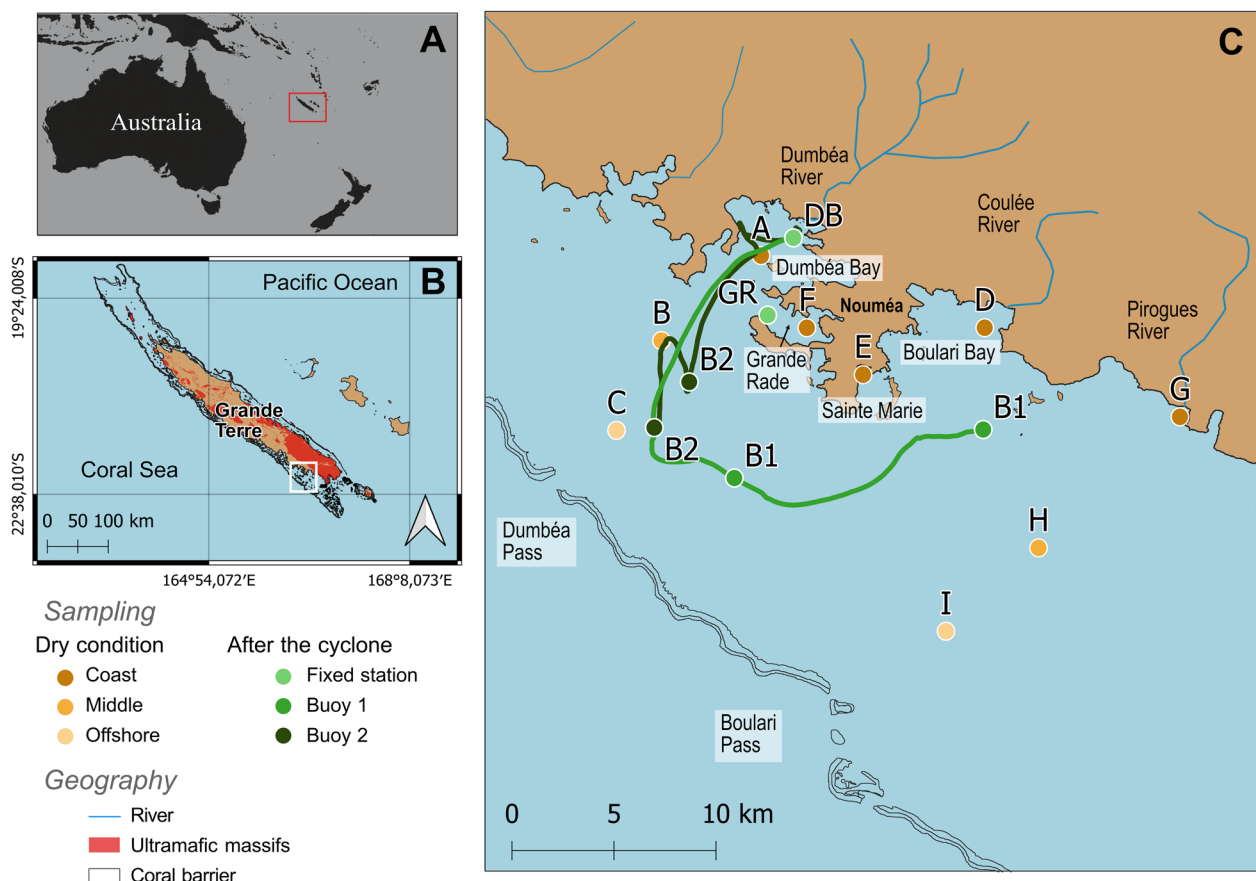 A
Australia
B
Pacific Ocean
19°24,008'S
Grande
Terre
Coral Sea
22°38,010'S
0 50 100 km
164°54,072'E
168°8,073'E
Sampling
Dry condition
Coast
Middle
Offshore
After the cyclone
Fixed station
Buoy 1
Buoy 2
Geography
River
Ultramafic massifs
Coral barrier
C
Dumbéa
River
Coulée
River
Pirogues
River
A
DB
Dumbéa Bay
GR
F
Nouméa
D
B
B2
Grande
Rade
E
Boulari Bay
Sainte Marie
G
C
B2
B1
B1
Dumbéa
Pass
H
I
Boulari
Pass
0 5 10 km